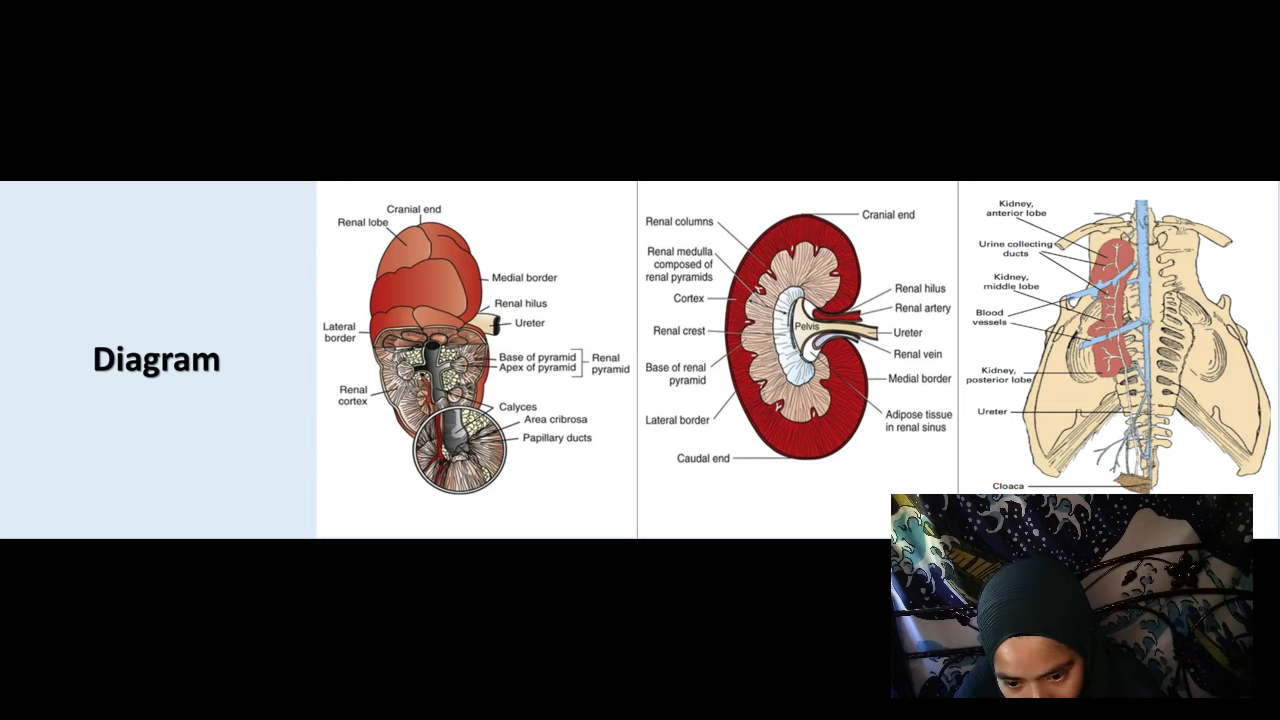 Diagram
Cranial end
Renal lobe
Medial border
Renal hilus
Ureter
Lateral
border
Base of pyramid
Apex of pyramid
Renal
pyramid
Renal
cortex
Calyces
Area cribrosa
Papillary ducts
Renal columns
Cranial end
Renal medulla
composed of
renal pyramids
Cortex
Renal hilus
Renal artery
Renal crest
Pelvis
Ureter
Renal vein
Base of renal
pyramid
Medial border
Lateral border
Adipose tissue
in renal sinus
Caudal end
Kidney,
anterior lobe
Urine collecting
ducts
Kidney,
middle lobe
Blood
vessels
Kidney,
posterior lobe
Ureter
Cloaca